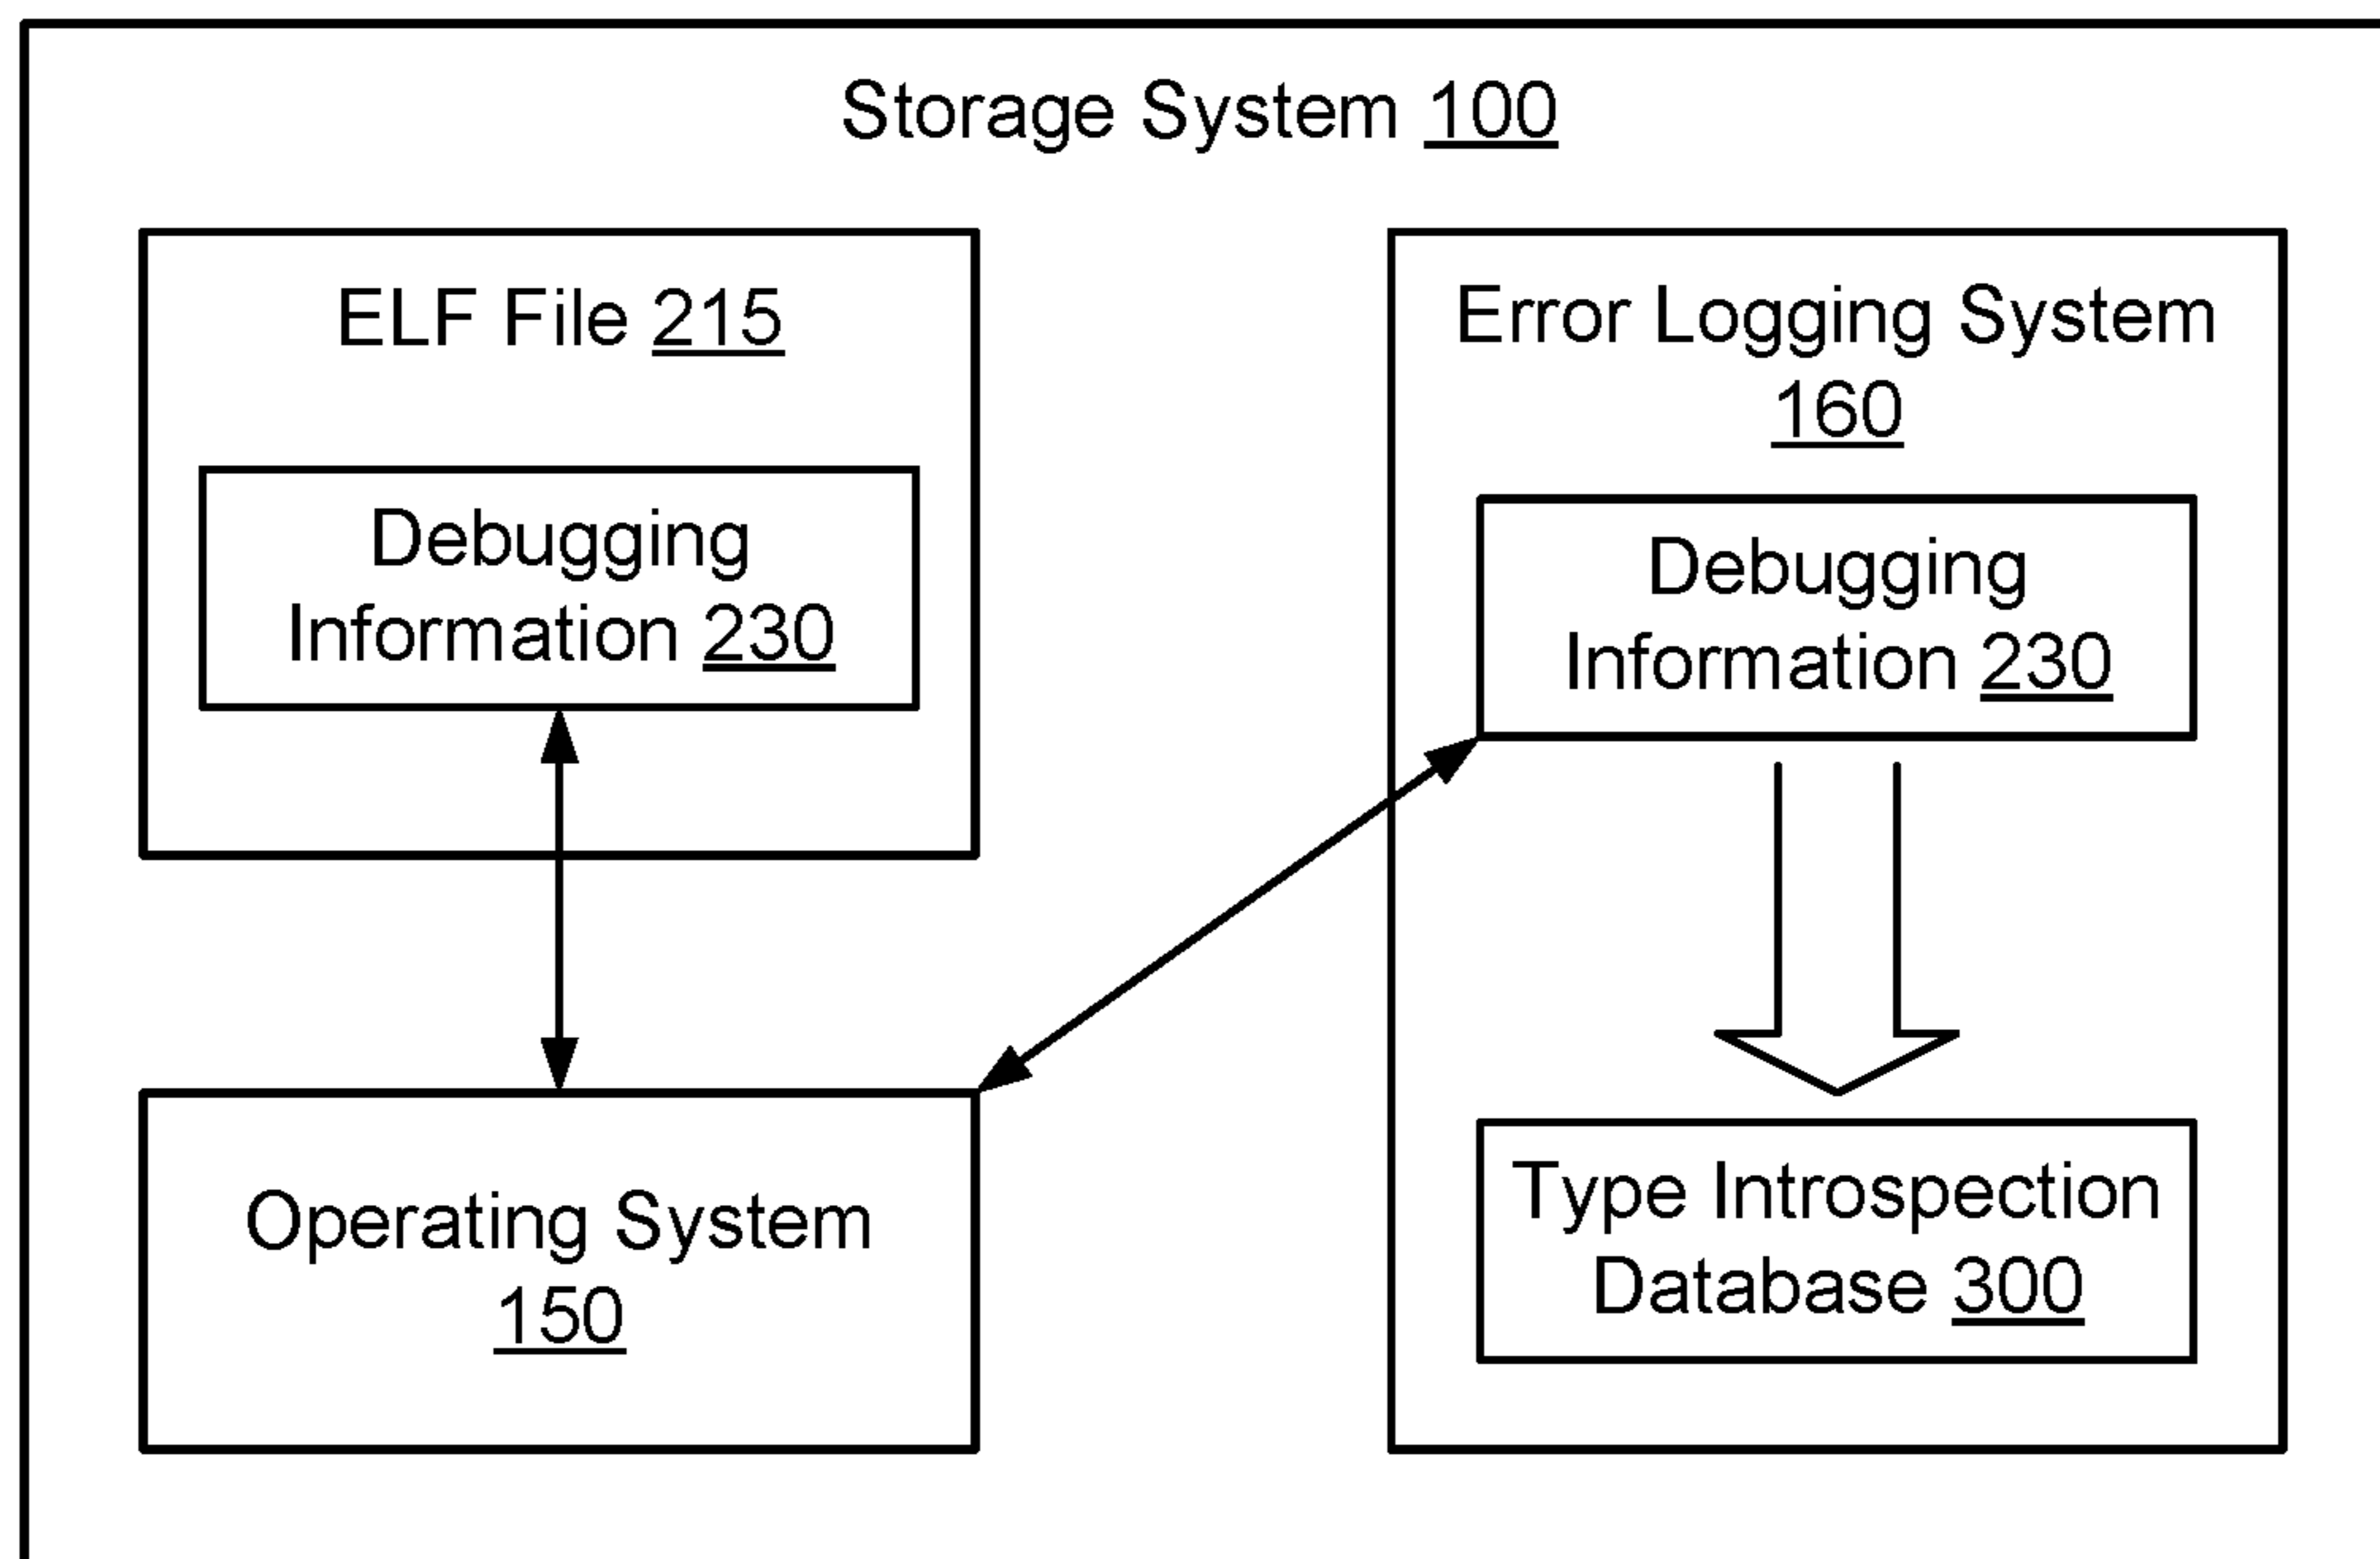 Storage System 100
ELF File 215
Debugging
Information 230
Error Logging System
160
Debugging
Information 230
Operating System
150
Type Introspection
Database 300